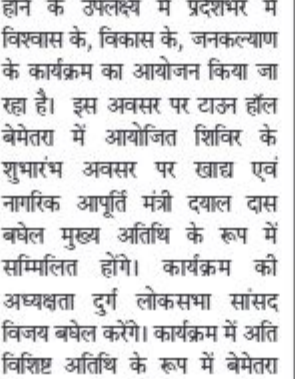 होने के उपलक्ष्य में प्रदेशभर में
विश्वास के, विकास के, जनकल्याण
के कार्यक्रम का आयोजन किया जा
रहा है। इस अवसर पर टाउन हॉल
बेमेतरा में आयोजित शिविर के
शुभारंभ अवसर पर खाद्य एवं
नागरिक आपूर्ति मंत्री दयाल दास
बघेल मुख्य अतिथि के रूप में
सम्मिलित होंगे। कार्यक्रम की
अध्यक्षता दुर्ग लोकसभा सांसद
विजय बघेल करेंगे। कार्यक्रम में अति
विशिष्ट अतिथि के रूप में बेमेतरा